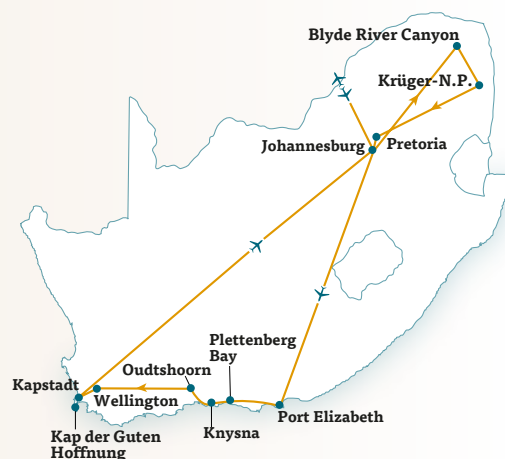 Blyde River Canyon
Krüger-N.P.
Johannesburg
Pretoria
Plettenberg
Bay
Oudtshoorn
Kapstadt
Wellington
Port Elizabeth
Knysna
Kap der Guten
Hoffnung